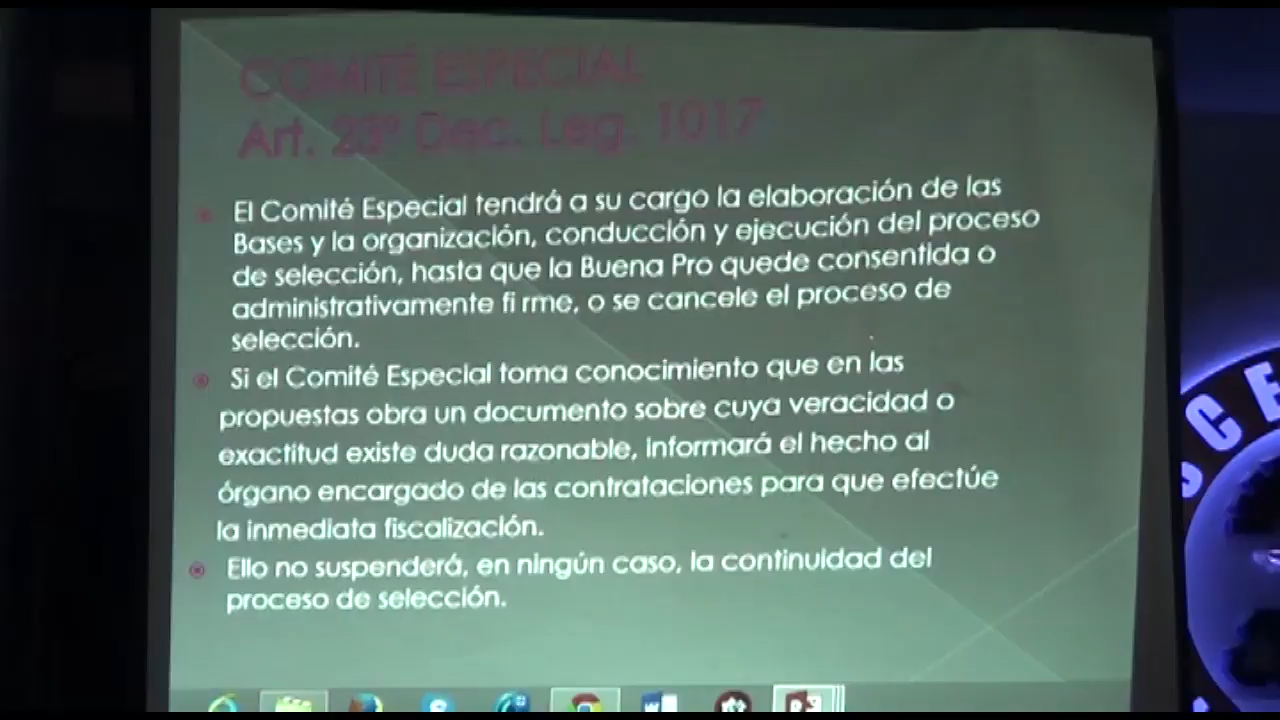 COMITÉ ESPECIAL
Art. 23º Dec. Leg. 1017
El Comité Especial tendrá a su cargo la elaboración de las
Bases y la organización, conducción y ejecución del proceso
de selección, hasta que la Buena Pro quede consentida o
administrativamente fi rme, o se cancele el proceso de
selección.
Si el Comité Especial toma conocimiento que en las
propuestas obra un documento sobre cuya veracidad o
exactitud existe duda razonable, informará el hecho al
órgano encargado de las contrataciones para que efectúe
la inmediata fiscalización.
Ello no suspenderá, en ningún caso, la continuidad del
proceso de selección.